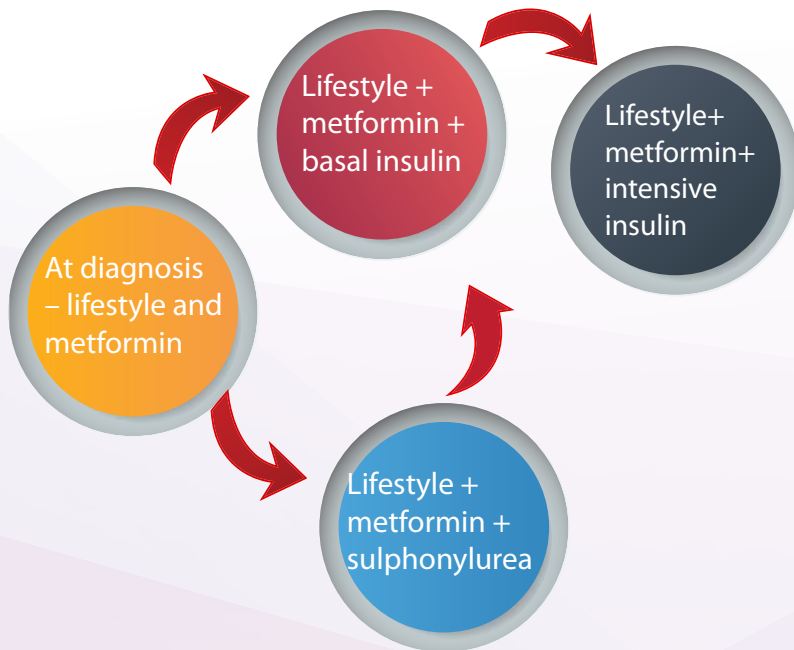 At diagnosis
– lifestyle and
metformin
Lifestyle +
metformin +
basal insulin
Lifestyle+
metformin+
intensive
insulin
Lifestyle +
metformin +
sulphonylurea